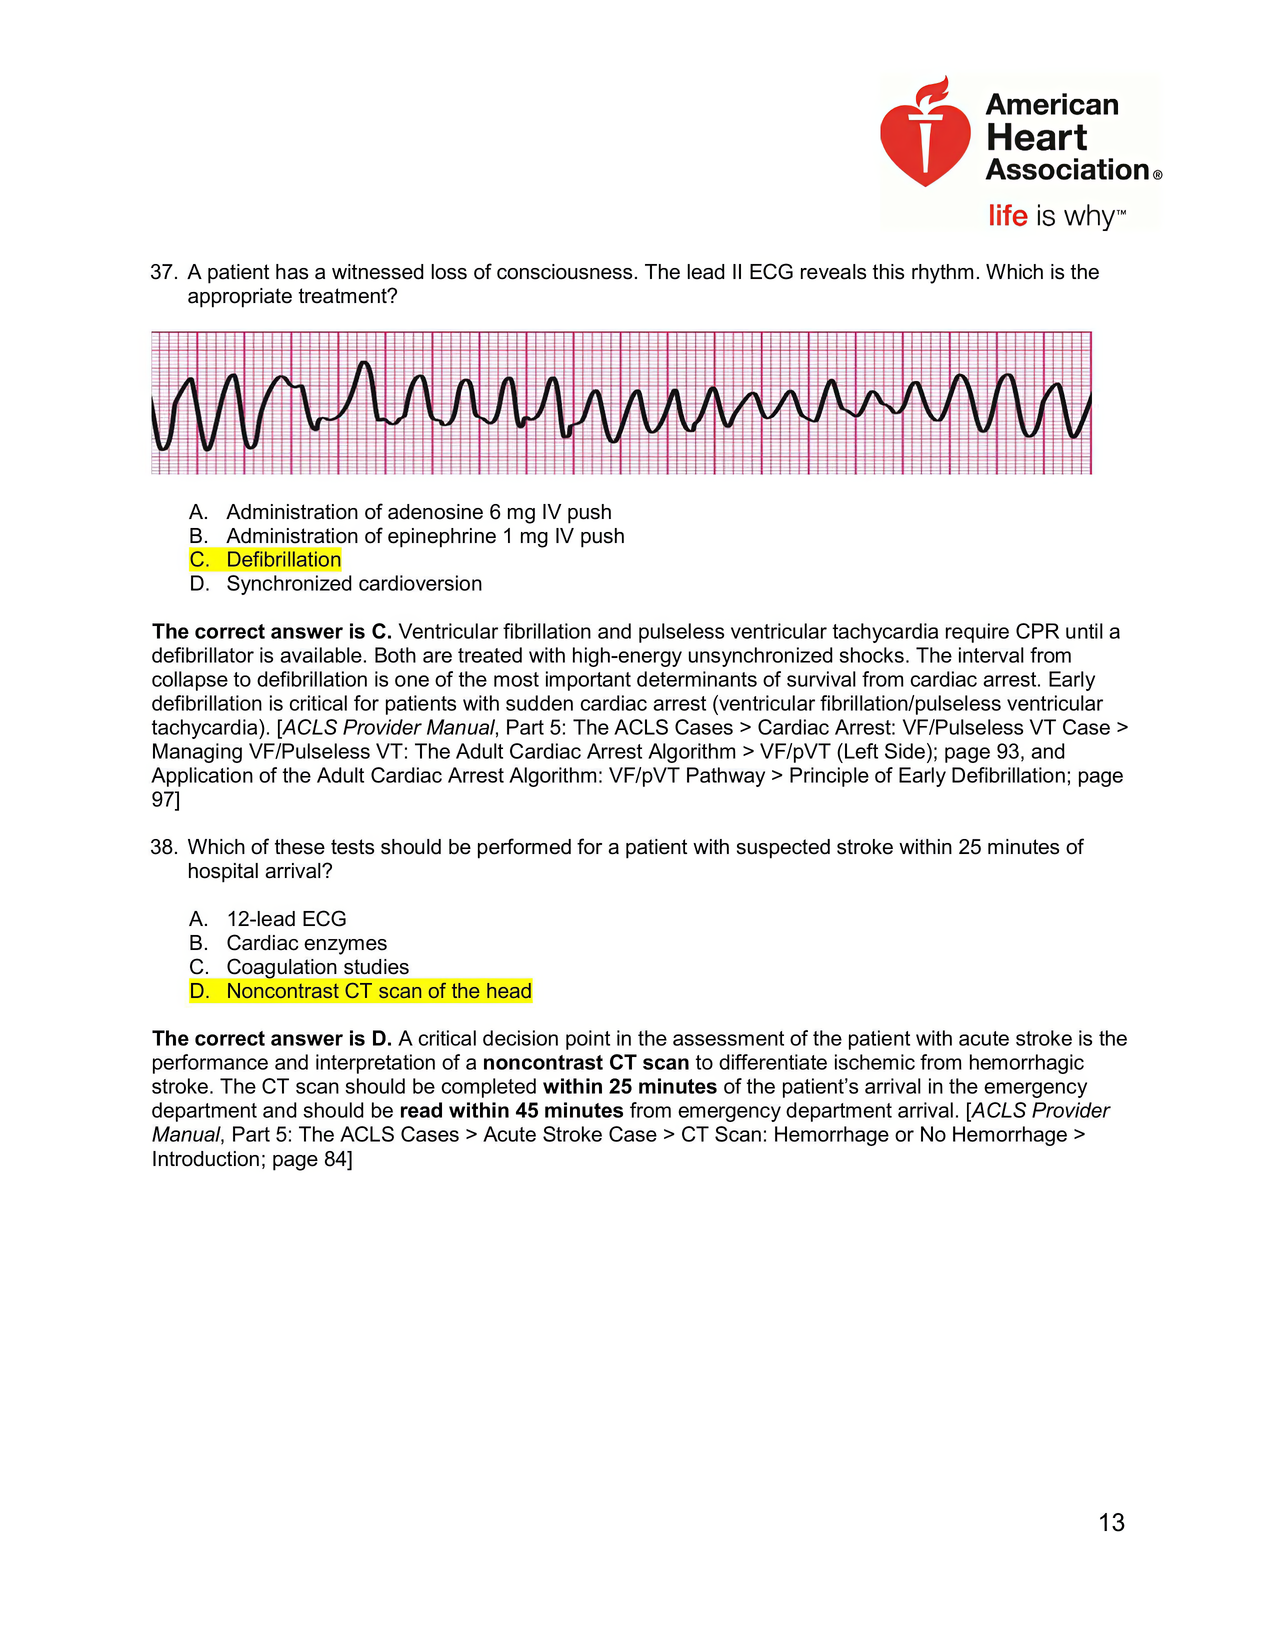 American
Heart
Association®
life is why™
37. A patient has a witnessed loss of consciousness. The lead II ECG reveals this rhythm. Which is the
appropriate treatment?
A. Administration of adenosine 6 mg IV push
B. Administration of epinephrine 1 mg IV push
C. Defibrillation
D. Synchronized cardioversion
The correct answer is C. Ventricular fibrillation and pulseless ventricular tachycardia require CPR until a
defibrillator is available. Both are treated with high-energy unsynchronized shocks. The interval from
collapse to defibrillation is one of the most important determinants of survival from cardiac arrest. Early
defibrillation is critical for patients with sudden cardiac arrest (ventricular fibrillation/pulseless ventricular
tachycardia). [ACLS Provider Manual, Part 5: The ACLS Cases > Cardiac Arrest: VF/Pulseless VT Case >
Managing VF/Pulseless VT: The Adult Cardiac Arrest Algorithm > VF/pVT (Left Side); page 93, and
Application of the Adult Cardiac Arrest Algorithm: VF/pVT Pathway > Principle of Early Defibrillation; page
97]
38. Which of these tests should be performed for a patient with suspected stroke within 25 minutes of
hospital arrival?
A. 12-lead ECG
B. Cardiac enzymes
C. Coagulation studies
D. Noncontrast CT scan of the head
The correct answer is D. A critical decision point in the assessment of the patient with acute stroke is the
performance and interpretation of a noncontrast CT scan to differentiate ischemic from hemorrhagic
stroke. The CT scan should be completed within 25 minutes of the patient’s arrival in the emergency
department and should be read within 45 minutes from emergency department arrival. [ACLS Provider
Manual, Part 5: The ACLS Cases > Acute Stroke Case > CT Scan: Hemorrhage or No Hemorrhage >
Introduction; page 84]
13